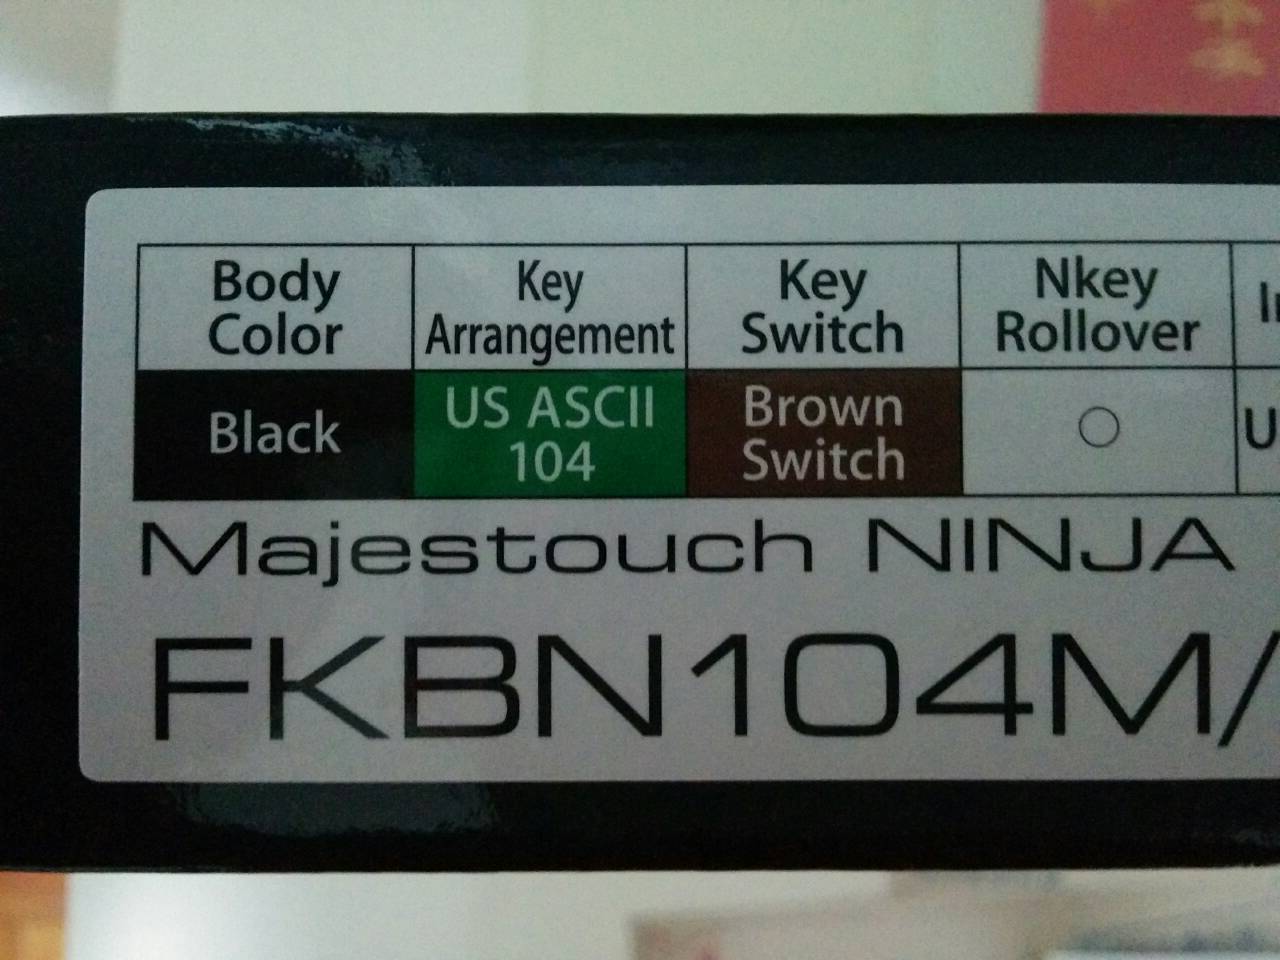 Body Color
Key Arrangement
Key Switch
Nkey Rollover
Black
US ASCII 104
Brown Switch
○
Majestouch NINJA
FKBN104M/